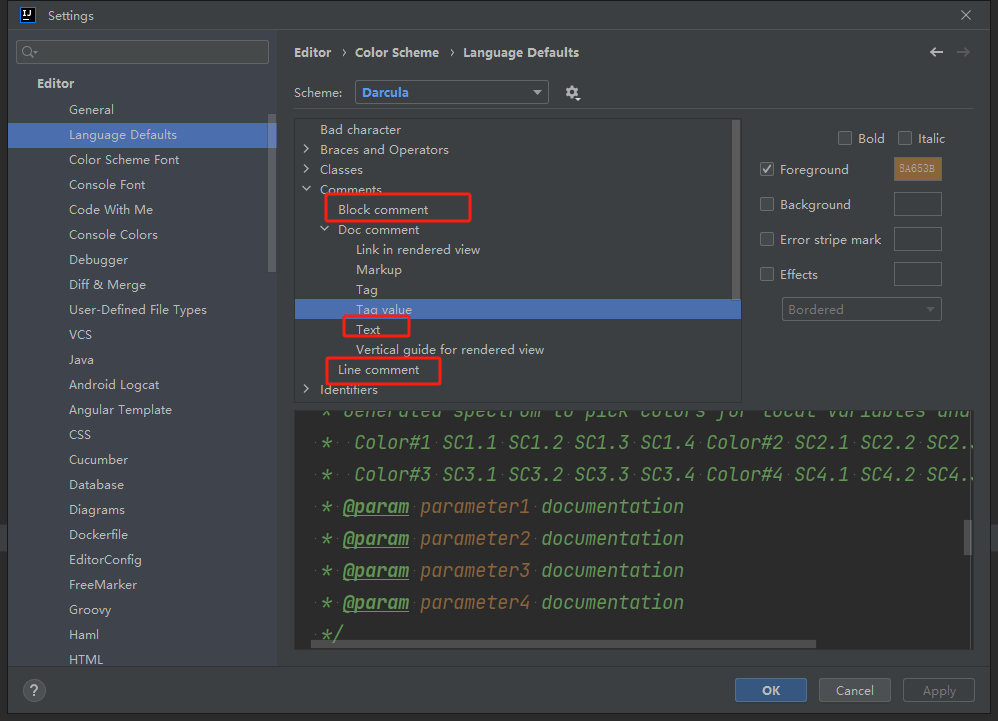 Settings
Editor
General
Language Defaults
Color Scheme Font
Console Font
Code With Me
Console Colors
Debugger
Diff & Merge
User-Defined File Types
VCS
Java
Android Logcat
Angular Template
CSS
Cucumber
Database
Diagrams
Dockerfile
EditorConfig
FreeMarker
Groovy
Haml
HTML
Editor › Color Scheme › Language Defaults
Scheme: Darcula
Bad character
Braces and Operators
Classes
Comments
Block comment
Doc comment
Link in rendered view
Markup
Tag
Tag value
Text
Vertical guide for rendered view
Line comment
Identifiers
Bold Italic
Foreground 8A653B
Background
Error stripe mark
Effects
Bordered
* Generated spectrum to pick colors for local variables and
* Color#1 SC1.1 SC1.2 SC1.3 SC1.4 Color#2 SC2.1 SC2.2 SC2.
* Color#3 SC3.1 SC3.2 SC3.3 SC3.4 Color#4 SC4.1 SC4.2 SC4.
* @param parameter1 documentation
* @param parameter2 documentation
* @param parameter3 documentation
* @param parameter4 documentation
*/
?
OK Cancel Apply